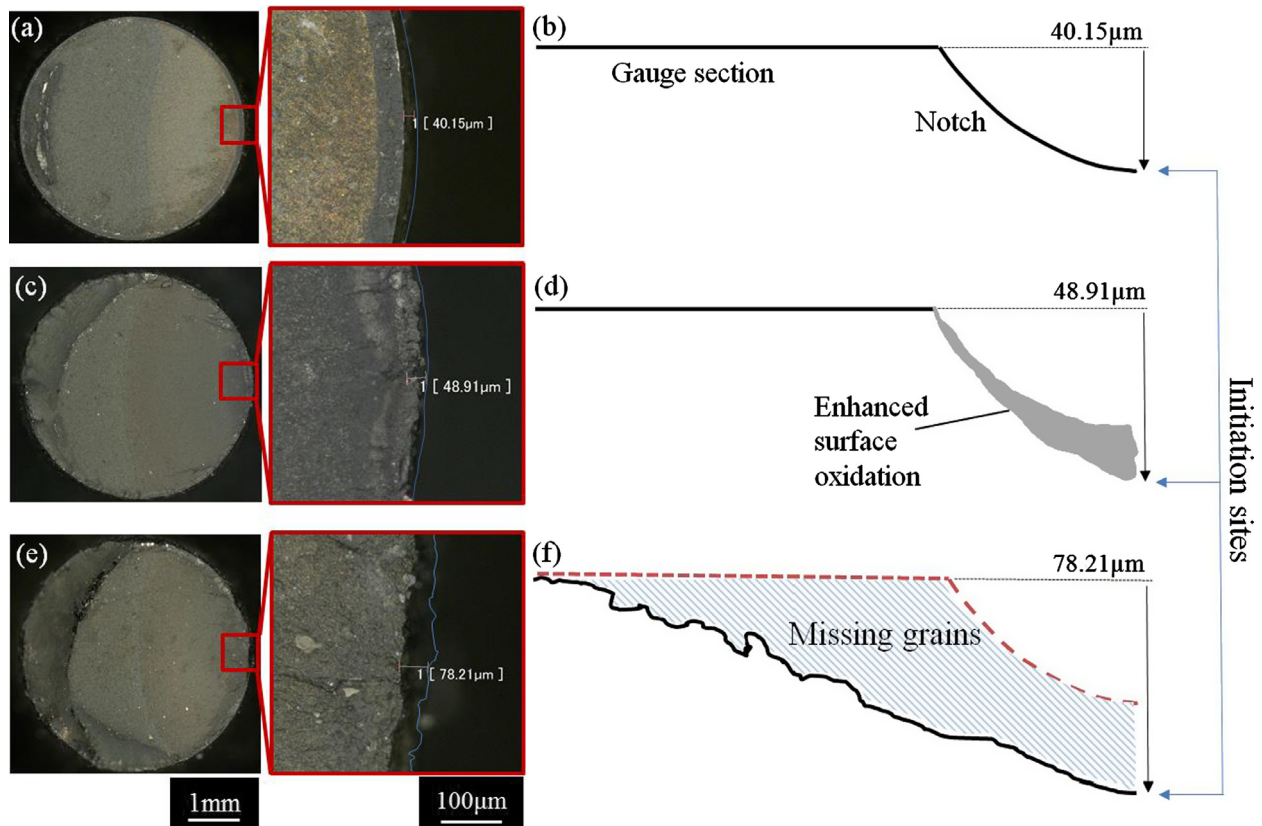 (a)
1 [ 40.15μm ]
(b)
40.15μm
Gauge section
Notch
(c)
1 [ 48.91μm ]
(d)
48.91μm
Enhanced
surface
oxidation
(e)
1 [ 78.21μm ]
(f)
78.21μm
Missing grains
Initiation sites
1mm
100μm